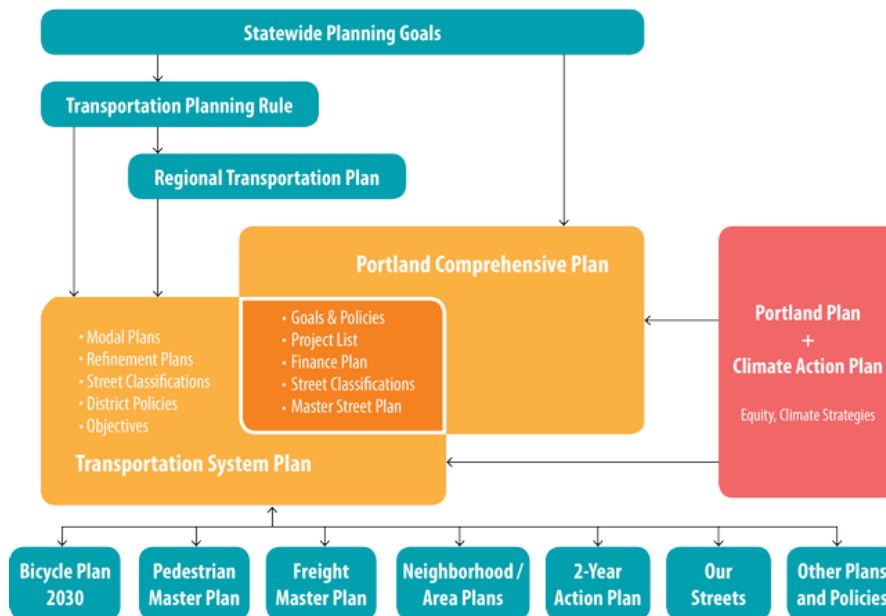 Statewide Planning Goals
Transportation Planning Rule
Regional Transportation Plan
Portland Comprehensive Plan
• Goals & Policies
• Project List
• Finance Plan
• Street Classifications
• Master Street Plan
• Modal Plans
• Refinement Plans
• Street Classifications
• District Policies
• Objectives
Transportation System Plan
Portland Plan
+
Climate Action Plan
Equity, Climate Strategies
Bicycle Plan
2030
Pedestrian
Master Plan
Freight
Master Plan
Neighborhood /
Area Plans
2-Year
Action Plan
Our
Streets
Other Plans
and Policies